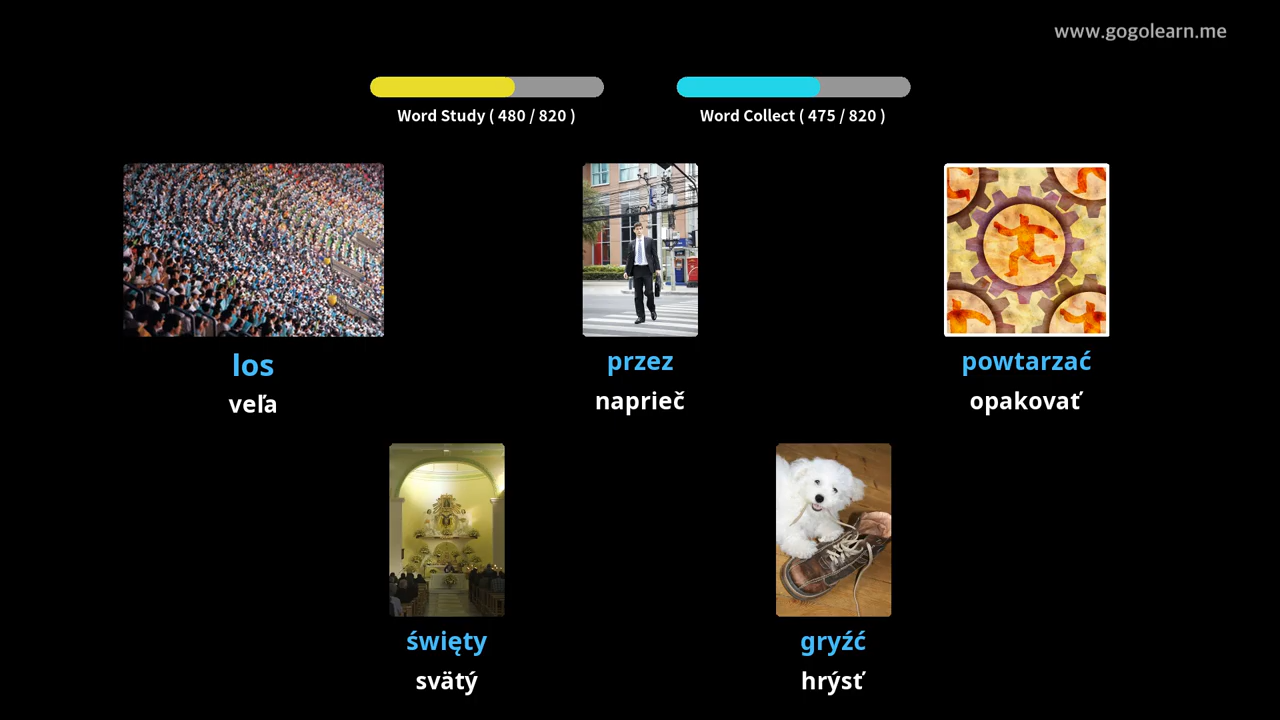 www.gogolearn.me
Word Study ( 480 / 820 )
Word Collect ( 475 / 820 )
los
veľa
przez
naprieč
powtarzać
opakovať
święty
svätý
gryźć
hrýsť